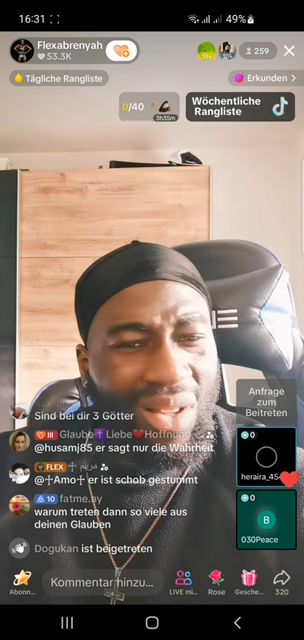 16:31
49%
Flexabrenyah
53.3K
259
Tägliche Rangliste
Erkunden >
0/40
3h35m
Wöchentliche
Rangliste
Anfrage
zum
Beitreten
Sind bei dir 3 Götter
III Glaube✝️Liebe❤️Hoffnung
@husamj85 er sagt nur die Wahrheit
FLEX
@✝Amo✝ er ist schob gestummt
10 fatme.ay
warum treten dann so viele aus
deinen Glauben
Dogukan ist beigetreten
0
heraira_454
0
B
030Peace
Abonn...
Kommentar hinzu...
LIVE mi...
Rose
Gesche...
320